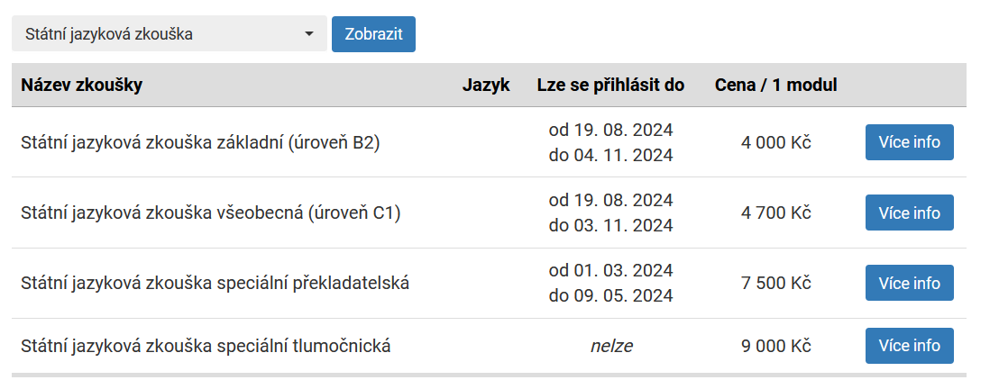 Státní jazyková zkouška
Zobrazit
Název zkoušky Jazyk Lze se přihlásit do Cena / 1 modul
Státní jazyková zkouška základní (úroveň B2) od 19. 08. 2024 do 04. 11. 2024 4 000 Kč Více info
Státní jazyková zkouška všeobecná (úroveň C1) od 19. 08. 2024 do 03. 11. 2024 4 700 Kč Více info
Státní jazyková zkouška speciální překladatelská od 01. 03. 2024 do 09. 05. 2024 7 500 Kč Více info
Státní jazyková zkouška speciální tlumočnická nelze 9 000 Kč Více info